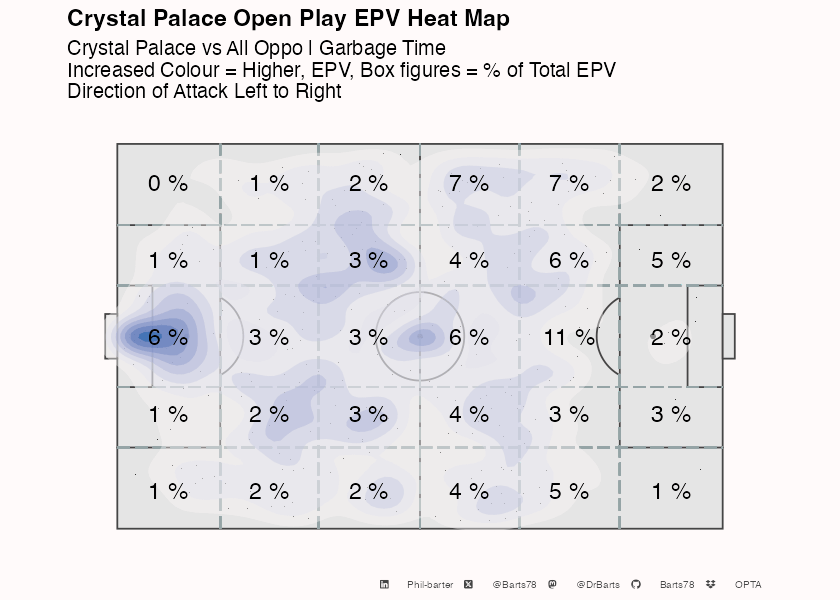 Crystal Palace Open Play EPV Heat Map
Crystal Palace vs All Oppo | Garbage Time
Increased Colour = Higher, EPV, Box figures = % of Total EPV
Direction of Attack Left to Right
0 % 1 % 2 % 7 % 7 % 2 %
1 % 1 % 3 % 4 % 6 % 5 %
6 % 3 % 3 % 6 % 11 % 2 %
1 % 2 % 3 % 4 % 3 % 3 %
1 % 2 % 2 % 4 % 5 % 1 %
Phil-barter @Barts78 @DrBarts Barts78 OPTA